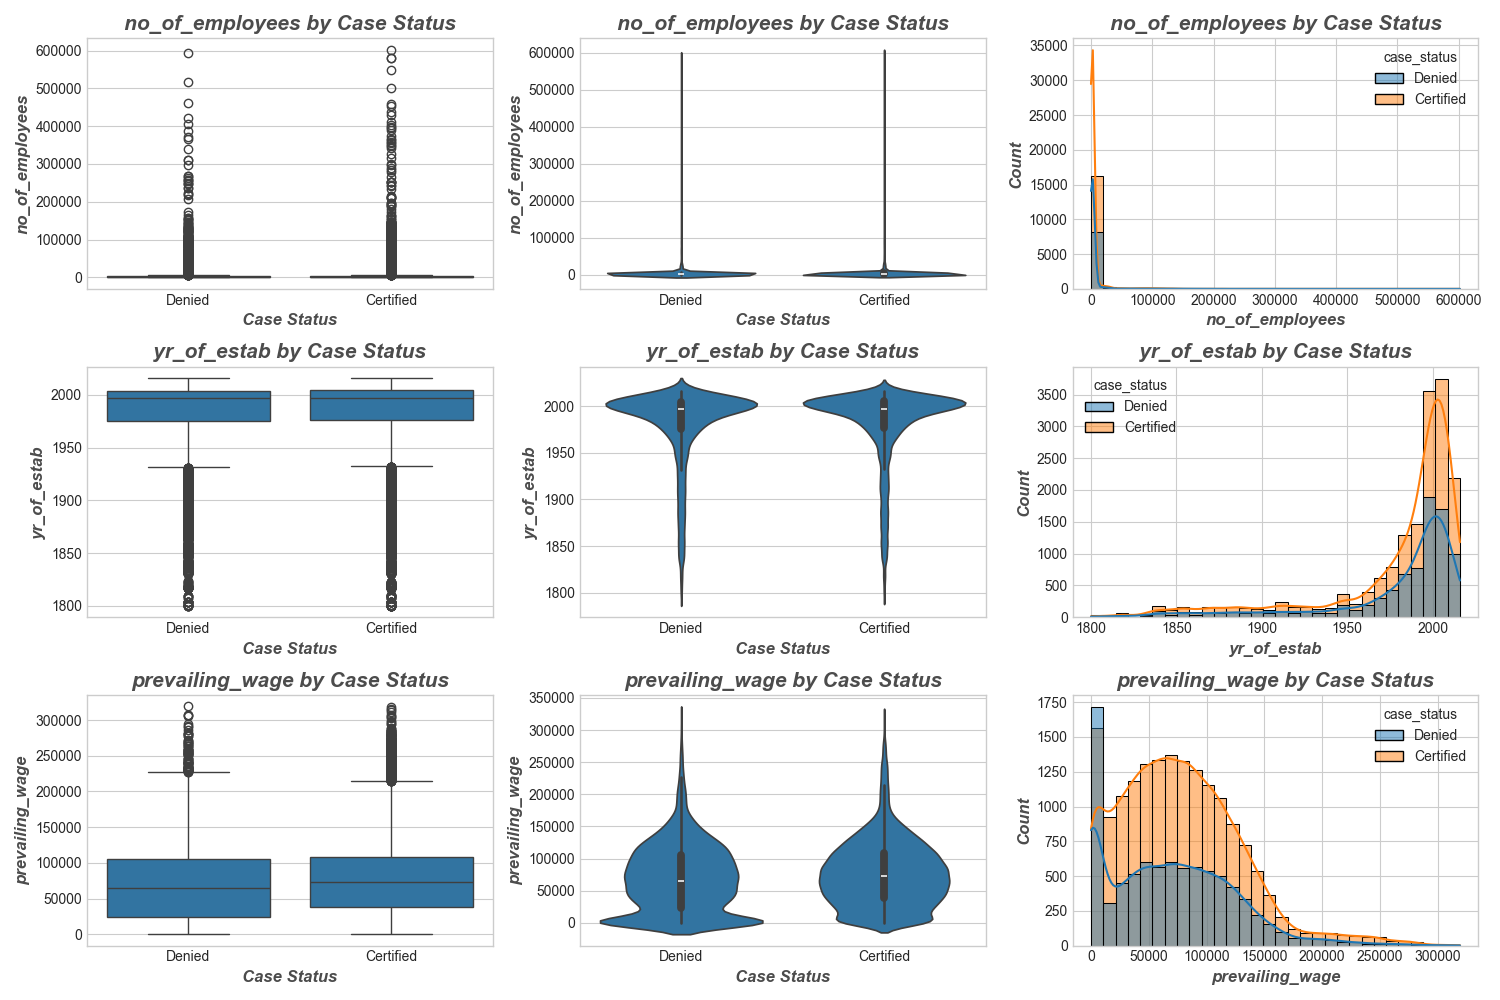 no_of_employees by Case Status
no_of_employees
600000
500000
400000
300000
200000
100000
0
Denied
Certified
Case Status
no_of_employees by Case Status
no_of_employees
600000
500000
400000
300000
200000
100000
0
Denied
Certified
Case Status
no_of_employees by Case Status
Count
35000
30000
25000
20000
15000
10000
5000
0
case_status
Denied
Certified
0 100000 200000 300000 400000 500000 600000
no_of_employees
yr_of_estab by Case Status
yr_of_estab
2000
1950
1900
1850
1800
Denied
Certified
Case Status
yr_of_estab by Case Status
yr_of_estab
2000
1950
1900
1850
1800
Denied
Certified
Case Status
yr_of_estab by Case Status
Count
3500
3000
2500
2000
1500
1000
500
0
case_status
Denied
Certified
1800 1850 1900 1950 2000
yr_of_estab
prevailing_wage by Case Status
prevailing_wage
300000
250000
200000
150000
100000
50000
0
Denied
Certified
Case Status
prevailing_wage by Case Status
prevailing_wage
350000
300000
250000
200000
150000
100000
50000
0
Denied
Certified
Case Status
prevailing_wage by Case Status
Count
1750
1500
1250
1000
750
500
250
0
case_status
Denied
Certified
0 50000 100000 150000 200000 250000 300000
prevailing_wage